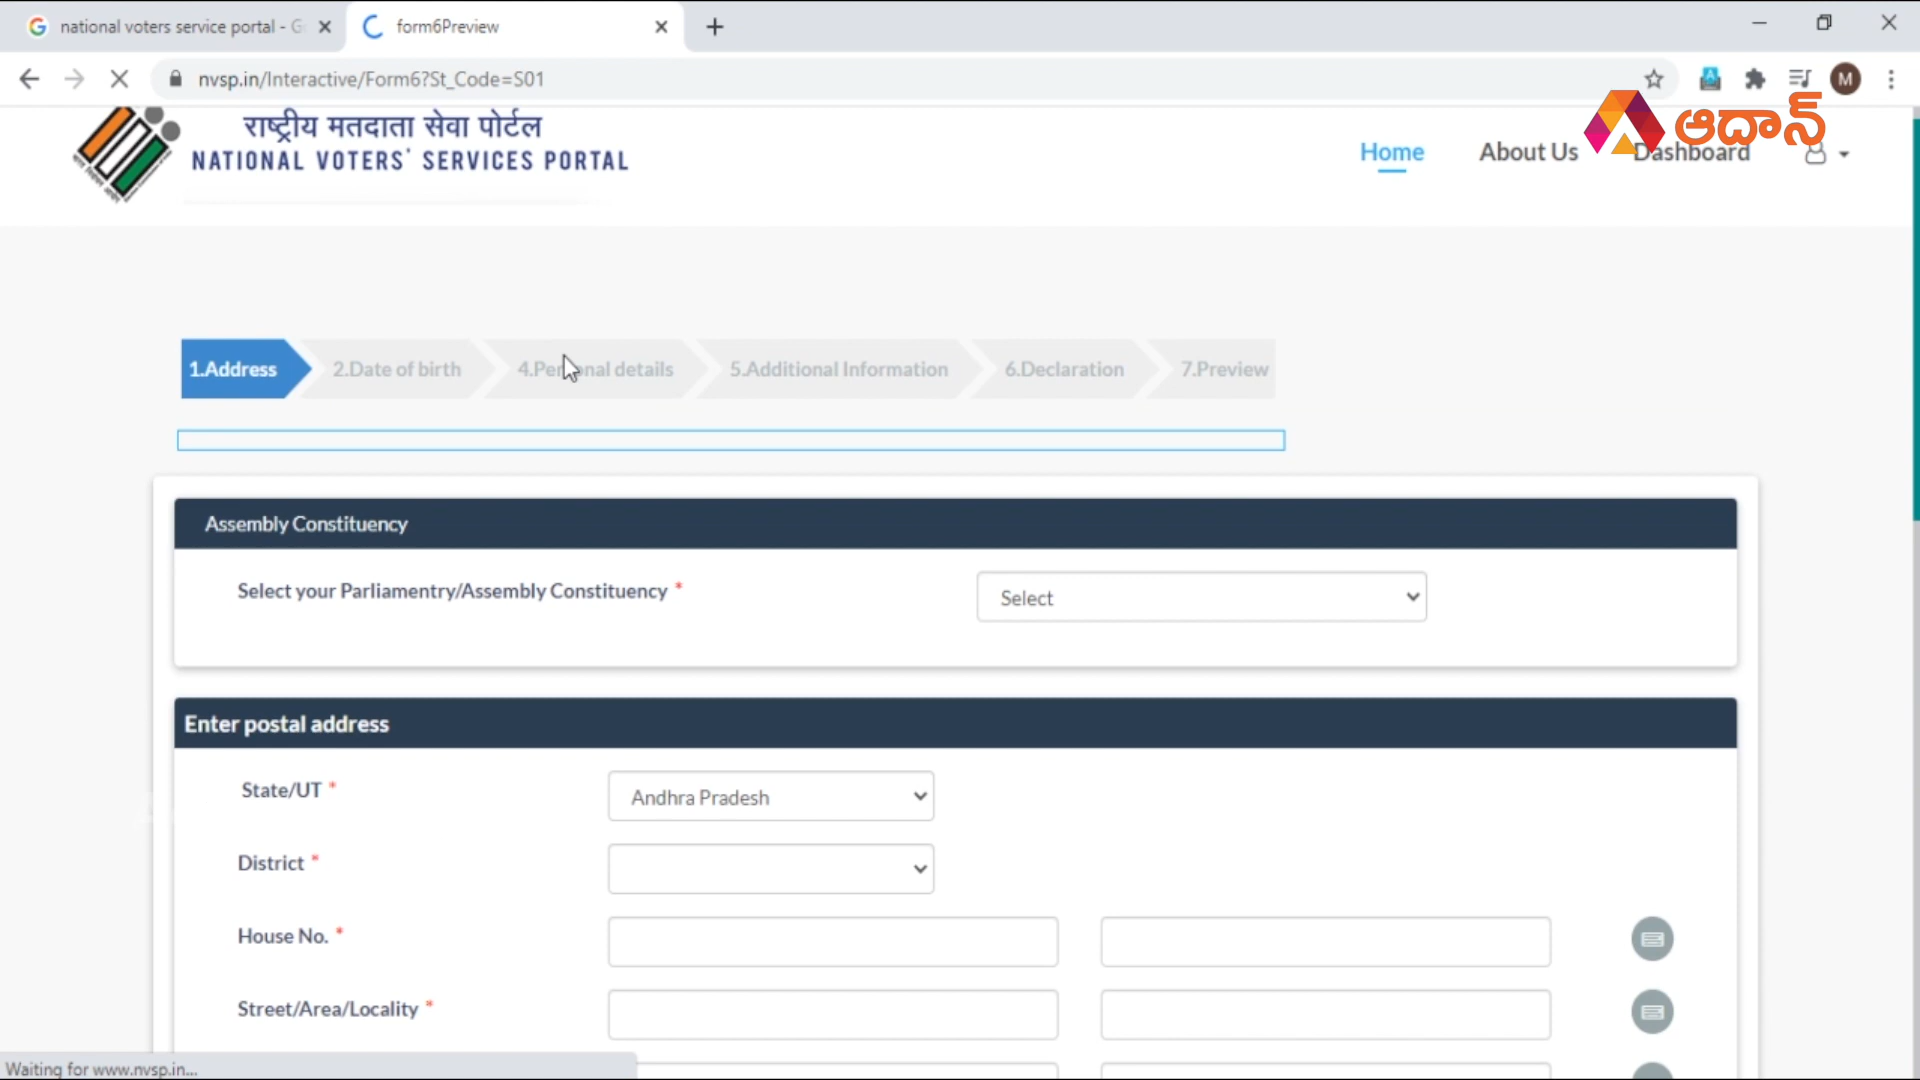 national voters service portal - G
form6Preview
nvsp.in/Interactive/Form6?St_Code=S01
M
ఆదాన్
राष्ट्रीय मतदाता सेवा पोर्टल
NATIONAL VOTERS' SERVICES PORTAL
Home
About Us
Dashboard
1.Address
2.Date of birth
4.Personal details
5.Additional Information
6.Declaration
7.Preview
Assembly Constituency
Select your Parliamentry/Assembly Constituency *
Select
Enter postal address
State/UT *
Andhra Pradesh
District *
House No. *
Street/Area/Locality *
Waiting for www.nvsp.in...